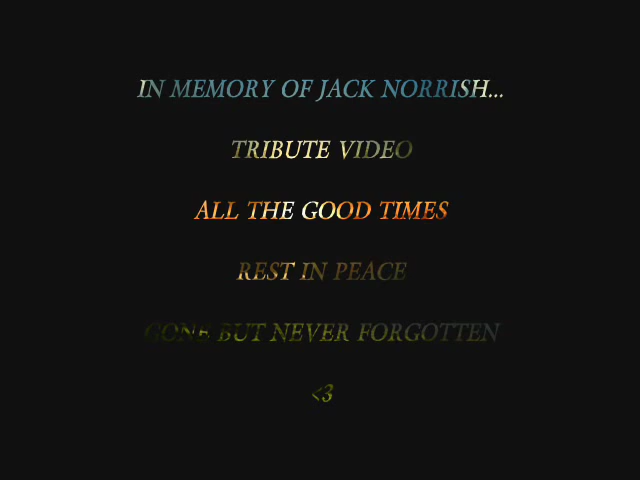 IN MEMORY OF JACK NORRISH...
TRIBUTE VIDEO
ALL THE GOOD TIMES
REST IN PEACE
GONE BUT NEVER FORGOTTEN
<3